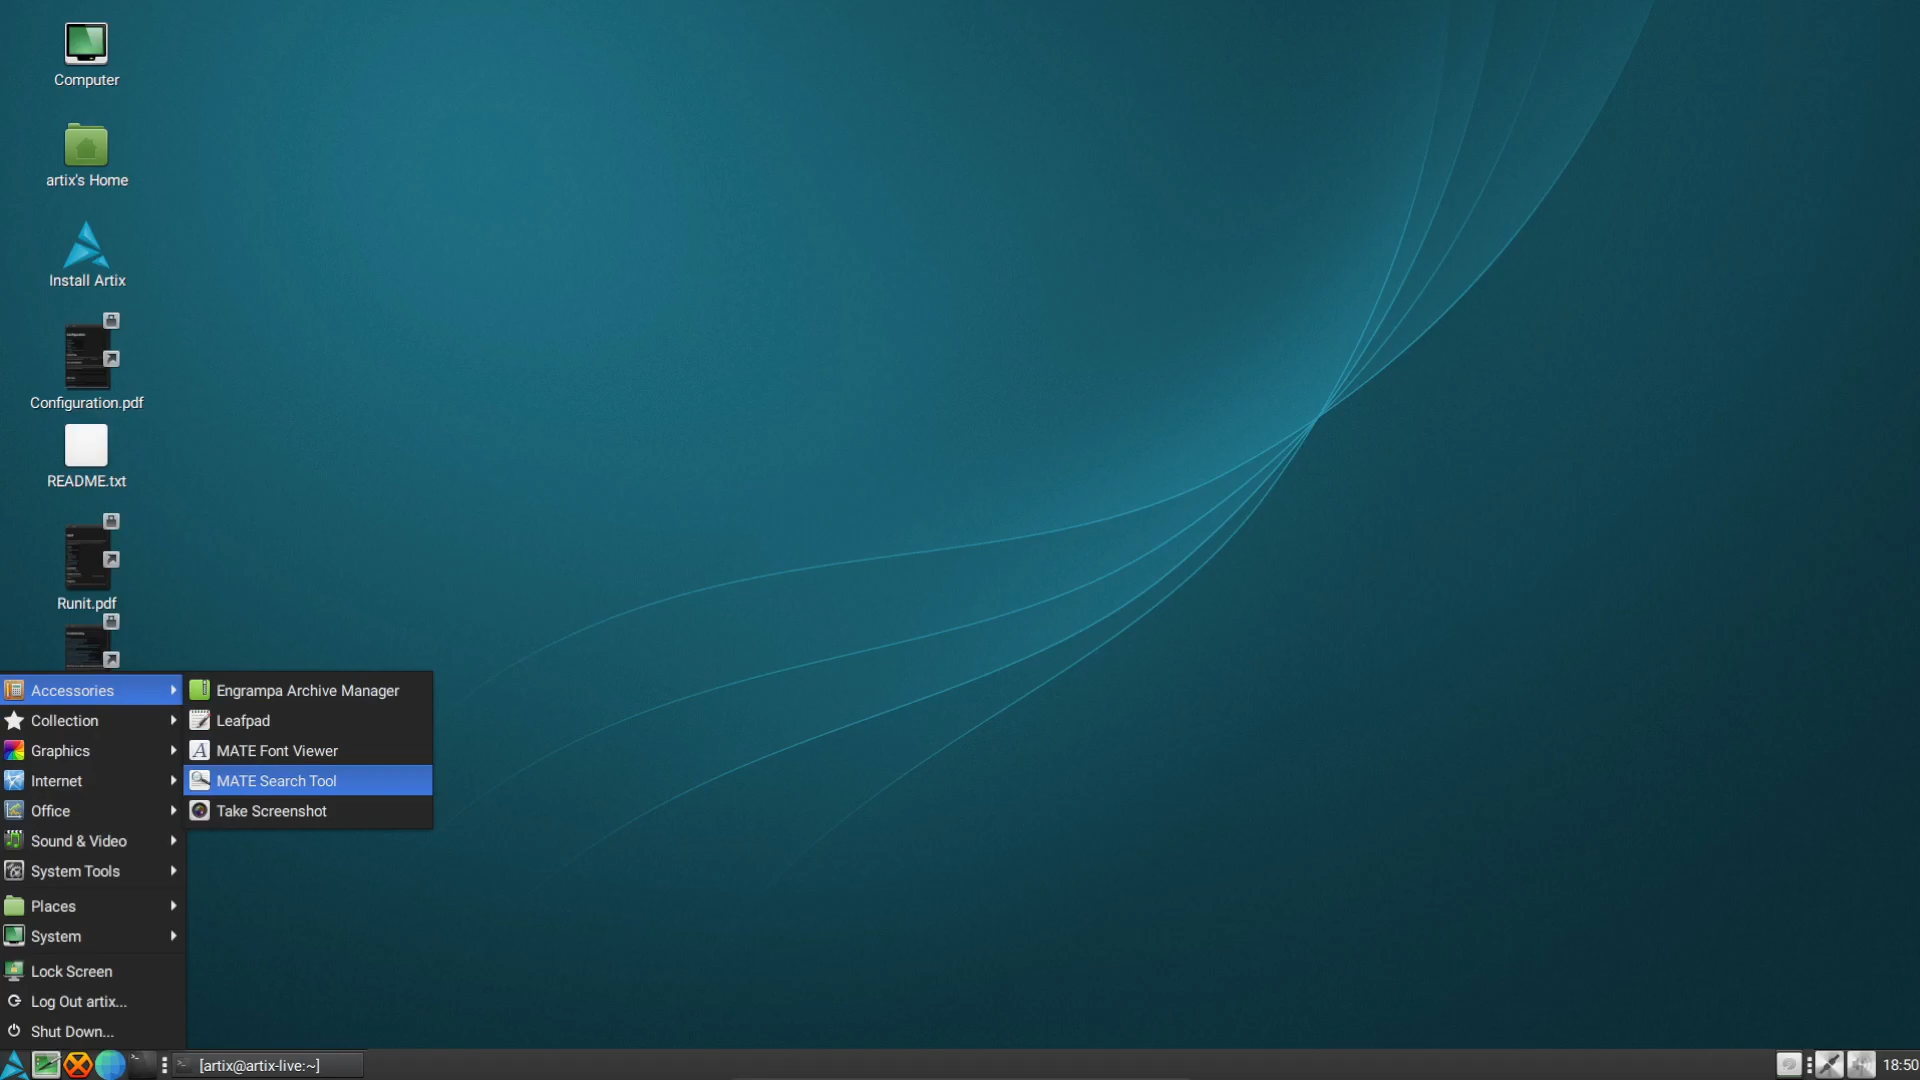 Computer
artix's Home
Install Artix
Configuration.pdf
README.txt
Runit.pdf
Accessories
Collection
Graphics
Internet
Office
Sound & Video
System Tools
Places
System
Lock Screen
Log Out artix...
Shut Down...
Engrampa Archive Manager
Leafpad
MATE Font Viewer
MATE Search Tool
Take Screenshot
[artix@artix-live:~]
18:50